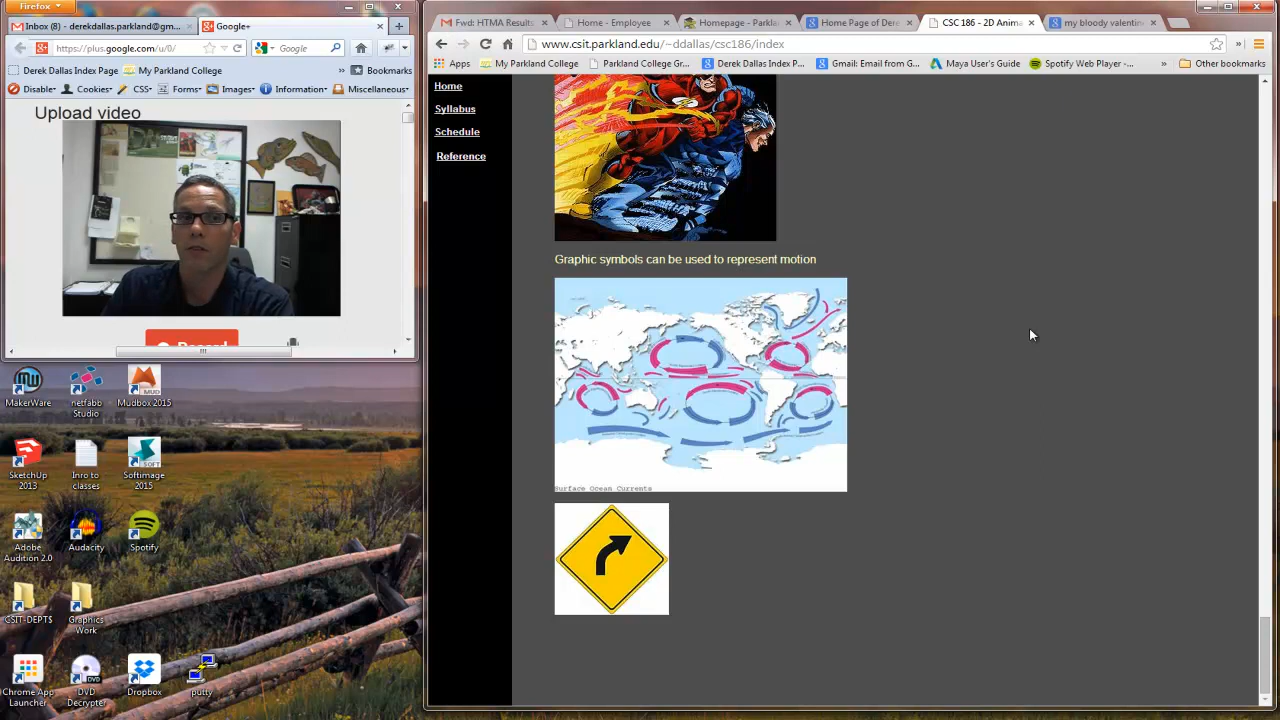 Firefox
Inbox (8) - derekdallas.parkland@gm...
Google+
https://plus.google.com/u/0/
Google
Derek Dallas Index Page
My Parkland College
Bookmarks
Disable
Cookies
CSS
Forms
Images
Information
Miscellaneous
Upload video
MakerWare
netfabb Studio
Mudbox 2015
SketchUp 2013
Inro to classes
Softimage 2015
Adobe Audition 2.0
Audacity
Spotify
CSIT-DEPT$
Graphics Work
Chrome App Launcher
DVD Decrypter
Dropbox
putty
Fwd: HTMA Results
Home - Employee
Homepage - Parkla
Home Page of Dere
CSC 186 - 2D Anima
my bloody valentin
www.csit.parkland.edu/~ddallas/csc186/index
Apps
My Parkland College
Parkland College Gr...
Derek Dallas Index P...
Gmail: Email from G...
Maya User's Guide
Spotify Web Player -...
Other bookmarks
Home
Syllabus
Schedule
Reference
Graphic symbols can be used to represent motion
Surface Ocean Currents